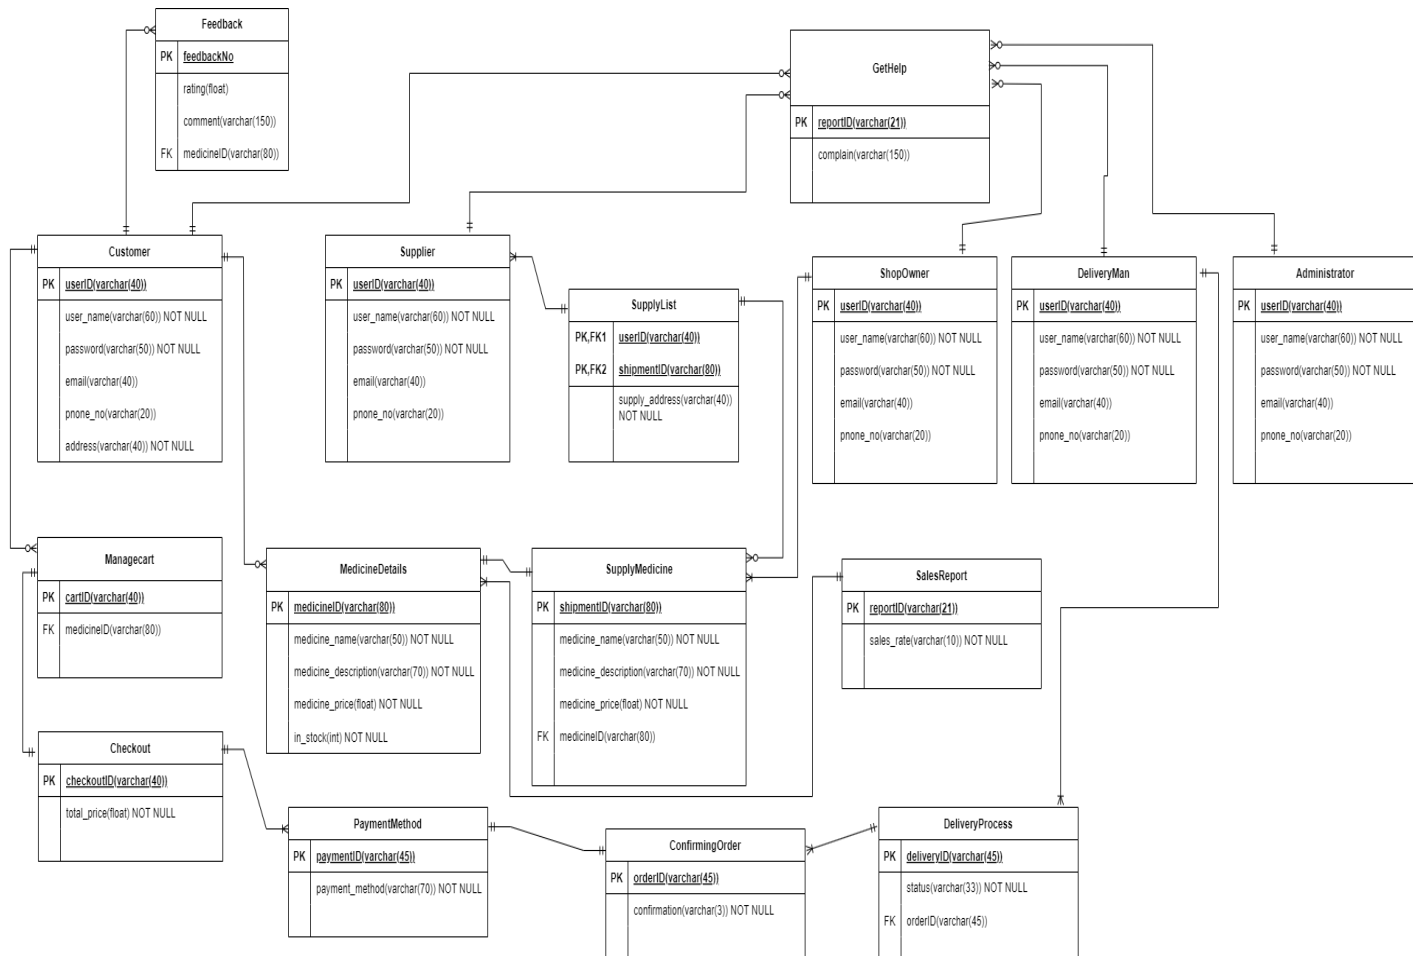 Feedback
PK feedbackNo
rating(float)
comment(varchar(150))
FK medicineID(varchar(80))
GetHelp
PK reportID(varchar(21))
complain(varchar(150))
Customer
PK userID(varchar(40))
user_name(varchar(60)) NOT NULL
password(varchar(50)) NOT NULL
email(varchar(40))
pnone_no(varchar(20))
address(varchar(40)) NOT NULL
Supplier
PK userID(varchar(40))
user_name(varchar(60)) NOT NULL
password(varchar(50)) NOT NULL
email(varchar(40))
pnone_no(varchar(20))
SupplyList
PK,FK1 userID(varchar(40))
PK,FK2 shipmentID(varchar(80))
supply_address(varchar(40))
NOT NULL
ShopOwner
PK userID(varchar(40))
user_name(varchar(60)) NOT NULL
password(varchar(50)) NOT NULL
email(varchar(40))
pnone_no(varchar(20))
DeliveryMan
PK userID(varchar(40))
user_name(varchar(60)) NOT NULL
password(varchar(50)) NOT NULL
email(varchar(40))
pnone_no(varchar(20))
Administrator
PK userID(varchar(40))
user_name(varchar(60)) NOT NULL
password(varchar(50)) NOT NULL
email(varchar(40))
pnone_no(varchar(20))
Managecart
PK cartID(varchar(40))
FK medicineID(varchar(80))
MedicineDetails
PK medicineID(varchar(80))
medicine_name(varchar(50)) NOT NULL
medicine_description(varchar(70)) NOT NULL
medicine_price(float) NOT NULL
in_stock(int) NOT NULL
SupplyMedicine
PK shipmentID(varchar(80))
medicine_name(varchar(50)) NOT NULL
medicine_description(varchar(70)) NOT NULL
medicine_price(float) NOT NULL
FK medicineID(varchar(80))
SalesReport
PK reportID(varchar(21))
sales_rate(varchar(10)) NOT NULL
Checkout
PK checkoutID(varchar(40))
total_price(float) NOT NULL
PaymentMethod
PK paymentID(varchar(45))
payment_method(varchar(70)) NOT NULL
ConfirmingOrder
PK orderID(varchar(45))
confirmation(varchar(3)) NOT NULL
DeliveryProcess
PK deliveryID(varchar(45))
status(varchar(33)) NOT NULL
FK orderID(varchar(45))